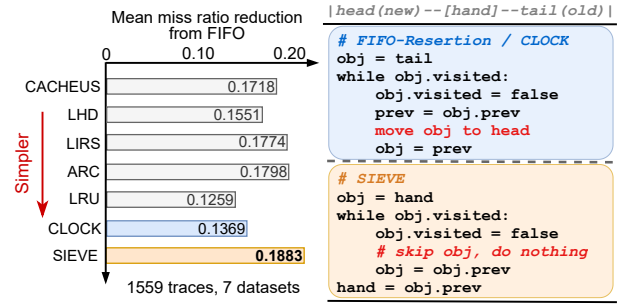 Mean miss ratio reduction
from FIFO
0 0.10 0.20
CACHEUS 0.1718
LHD 0.1551
LIRS 0.1774
ARC 0.1798
LRU 0.1259
CLOCK 0.1369
SIEVE 0.1883
Simpler
1559 traces, 7 datasets
|head(new)--[hand]--tail(old)|
# FIFO-Resertion / CLOCK
obj = tail
while obj.visited:
    obj.visited = false
    prev = obj.prev
    move obj to head
    obj = prev
# SIEVE
obj = hand
while obj.visited:
    obj.visited = false
    # skip obj, do nothing
    obj = obj.prev
hand = obj.prev